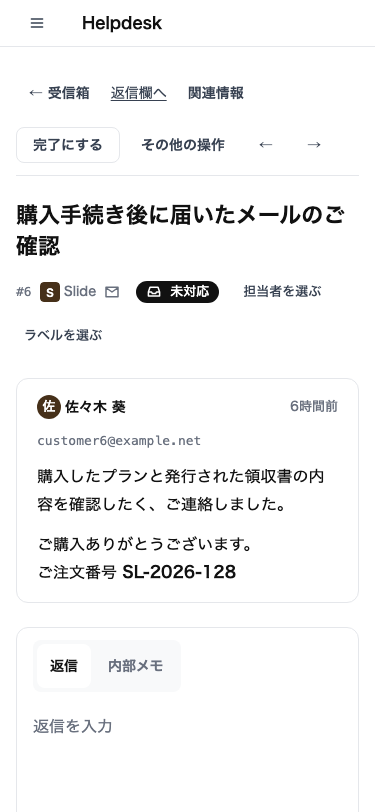 Helpdesk
← 受信箱 返信欄へ 関連情報
完了にする その他の操作 ← →
購入手続き後に届いたメールのご
確認
#6 S Slide 未対応 担当者を選ぶ
ラベルを選ぶ
佐 佐々木 葵 6時間前
customer6@example.net
購入したプランと発行された領収書の内
容を確認したく、ご連絡しました。
ご購入ありがとうございます。
ご注文番号 SL-2026-128
返信 内部メモ
返信を入力